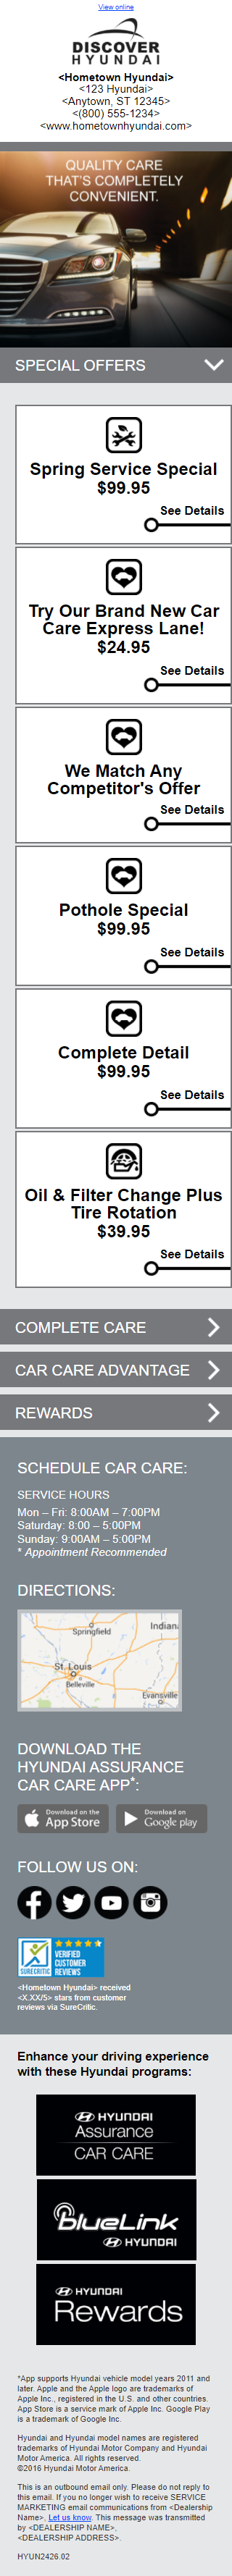 View online
DISCOVER
HYUNDAI
<Hometown Hyundai>
<123 Hyundai>
<Anytown, ST 12345>
<(800) 555-1234>
<www.hometownhyundai.com>
QUALITY CARE
THAT'S COMPLETELY
CONVENIENT.
SPECIAL OFFERS
Spring Service Special
$99.95
See Details
Try Our Brand New Car
Care Express Lane!
$24.95
See Details
We Match Any
Competitor's Offer
See Details
Pothole Special
$99.95
See Details
Complete Detail
$99.95
See Details
Oil & Filter Change Plus
Tire Rotation
$39.95
See Details
COMPLETE CARE
CAR CARE ADVANTAGE
REWARDS
SCHEDULE CAR CARE:
SERVICE HOURS
Mon – Fri: 8:00AM – 7:00PM
Saturday: 8:00 – 5:00PM
Sunday: 9:00AM – 5:00PM
* Appointment Recommended
DIRECTIONS:
Springfield
Indian
St. Louis
Belleville
Evansville
DOWNLOAD THE
HYUNDAI ASSURANCE
CAR CARE APP*:
Download on the
App Store
Download on
Google play
FOLLOW US ON:
SURECRITIC
VERIFIED
CUSTOMER
REVIEWS
<Hometown Hyundai> received
<X.XX/5> stars from customer
reviews via SureCritic.
Enhance your driving experience
with these Hyundai programs:
HYUNDAI
Assurance
CAR CARE
BlueLink
HYUNDAI
HYUNDAI
Rewards
*App supports Hyundai vehicle model years 2011 and
later. Apple and the Apple logo are trademarks of
Apple Inc., registered in the U.S. and other countries.
App Store is a service mark of Apple Inc. Google Play
is a trademark of Google Inc.
Hyundai and Hyundai model names are registered
trademarks of Hyundai Motor Company and Hyundai
Motor America. All rights reserved.
©2016 Hyundai Motor America.
This is an outbound email only. Please do not reply to
this email. If you no longer wish to receive SERVICE
MARKETING email communications from <Dealership
Name>, Let us know. This message was transmitted
by <DEALERSHIP NAME>,
<DEALERSHIP ADDRESS>.
HYUN2426.02